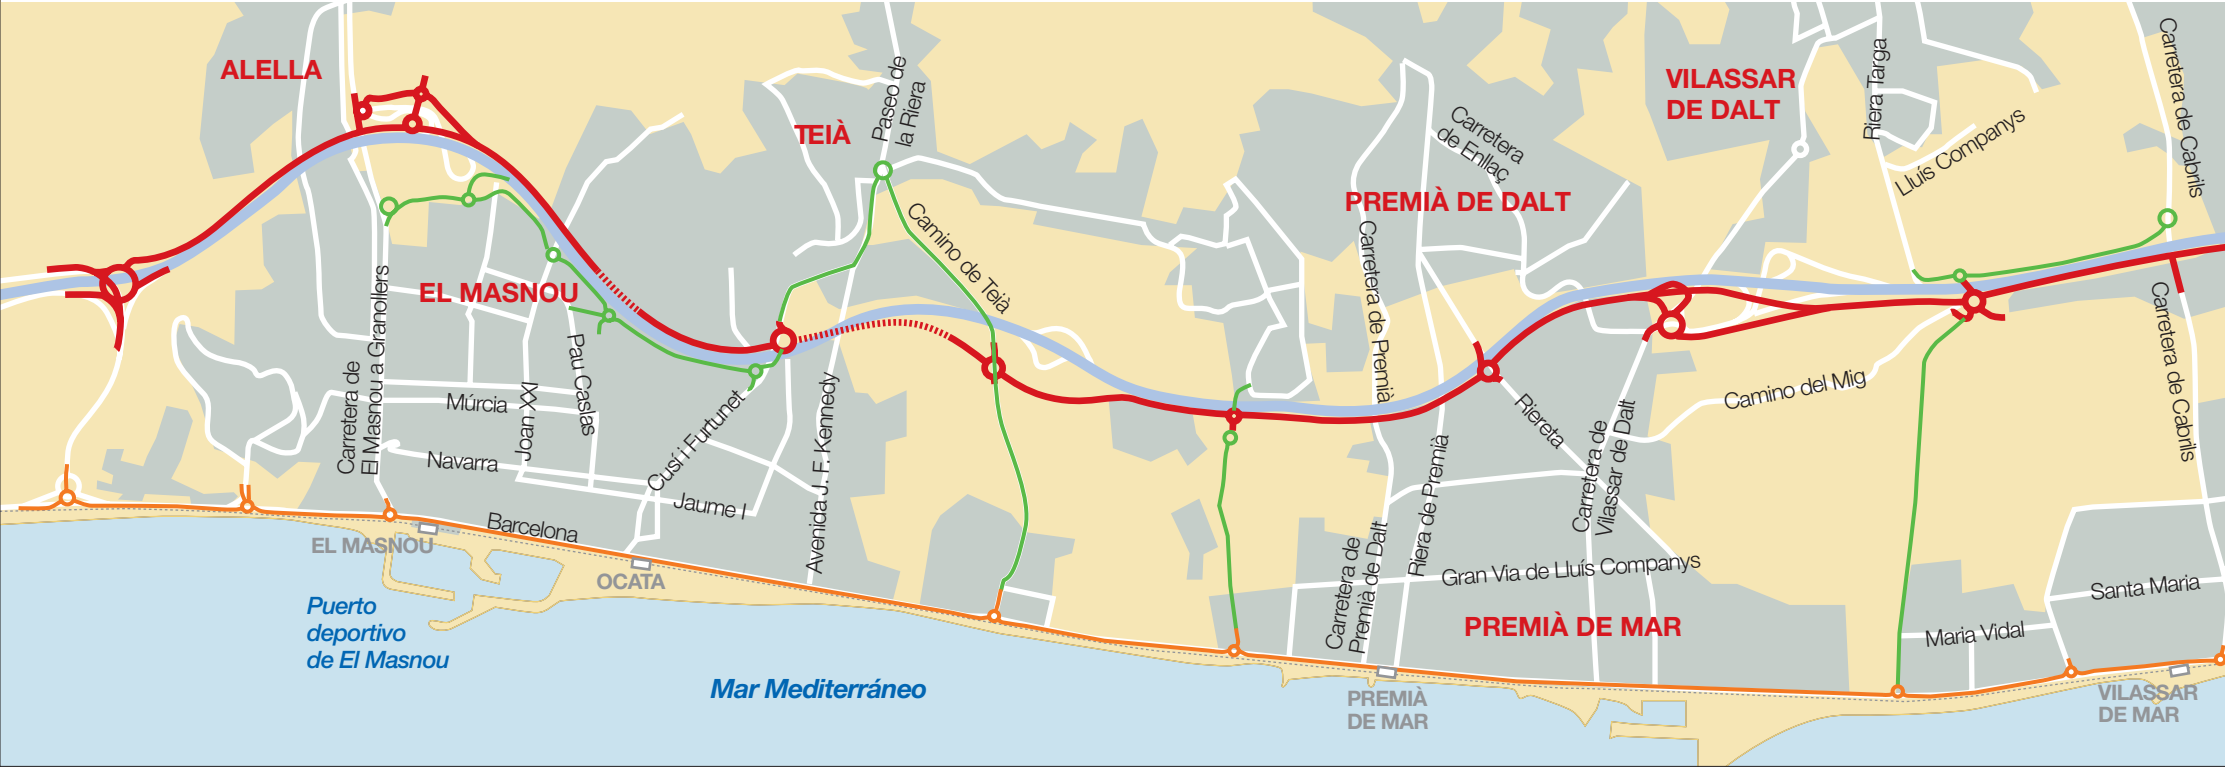 ALELLA
TEIÀ
Paseo de
la Riera
VILASSAR
DE DALT
Riera Targa
Carretera de Cabrils
Carretera
de Enllaç
Lluís Companys
PREMIÀ DE DALT
Camino de Teià
EL MASNOU
Carretera de Premià
Carretera de
El Masnou a Granollers
Pau Caslas
Joan XXI
Múrcia
Navarra
Cusí i Furtunet
Jaume I
Avenida J. F. Kennedy
Barcelona
Riereta
Camino del Mig
Carretera de
Vilassar de Dalt
Riera de Premià
Carretera de Cabrils
Carretera de
Premià de Dalt
Gran Via de Lluís Companys
PREMIÀ DE MAR
Santa Maria
Maria Vidal
EL MASNOU
OCATA
Puerto
deportivo
de El Masnou
Mar Mediterráneo
PREMIÀ
DE MAR
VILASSAR
DE MAR